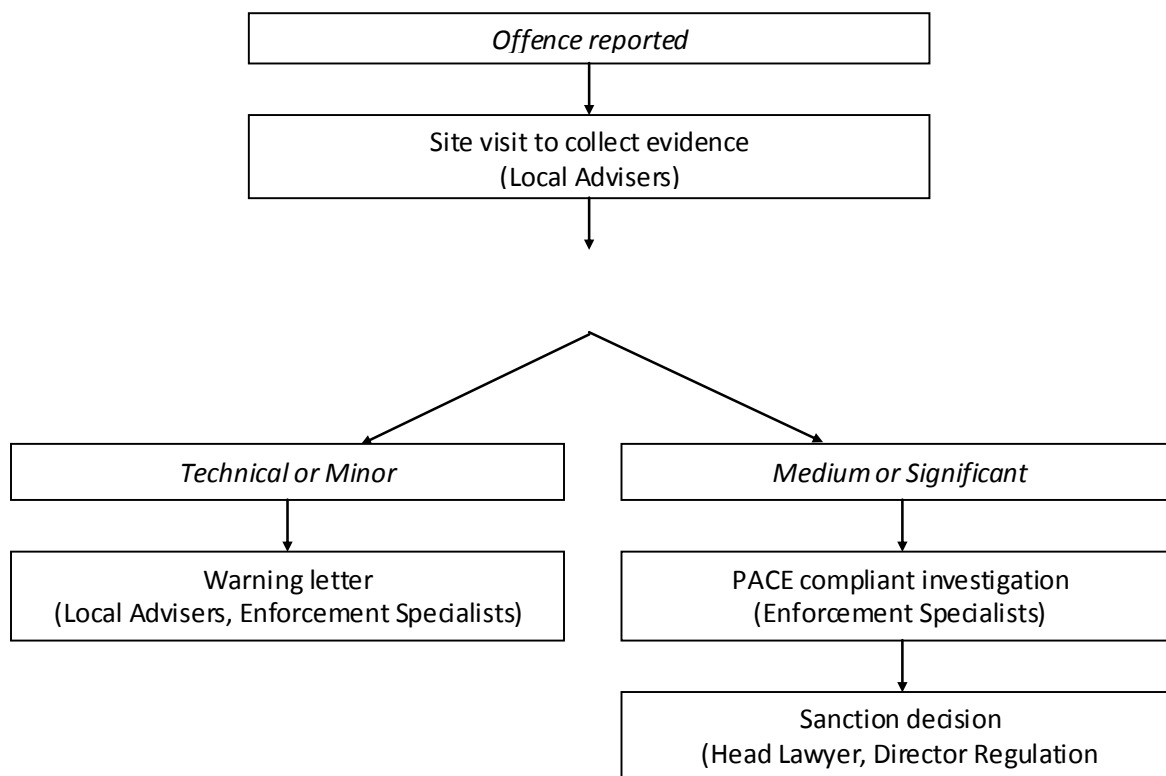 Offence reported
Site visit to collect evidence
(Local Advisers)
Technical or Minor
Medium or Significant
Warning letter
(Local Advisers, Enforcement Specialists)
PACE compliant investigation
(Enforcement Specialists)
Sanction decision
(Head Lawyer, Director Regulation